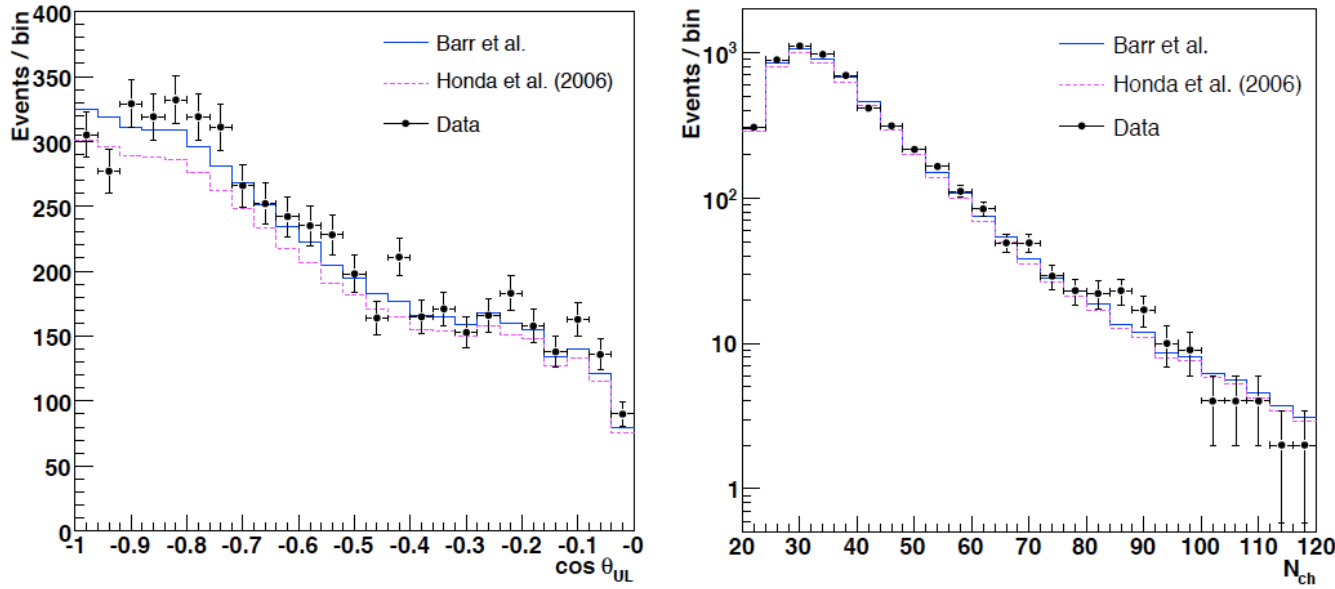 Events / bin
400
350
300
250
200
150
100
50
0
Barr et al.
Honda et al. (2006)
Data
-1 -0.9 -0.8 -0.7 -0.6 -0.5 -0.4 -0.3 -0.2 -0.1 -0
cos θUL
Events / bin
10³
10²
10
1
Barr et al.
Honda et al. (2006)
Data
20 30 40 50 60 70 80 90 100 110 120
Nch